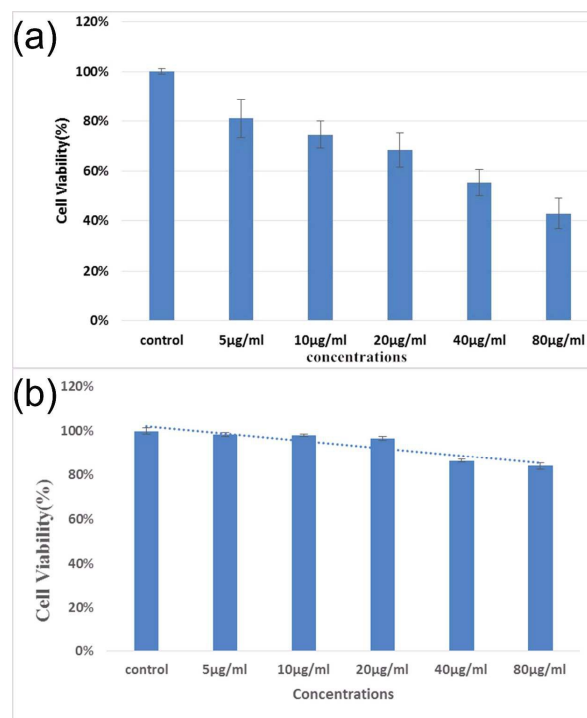 (a)
120%
100%
80%
60%
40%
20%
0%
Cell Viability(%)
control 5µg/ml 10µg/ml 20µg/ml 40µg/ml 80µg/ml
concentrations
(b)
120%
100%
80%
60%
40%
20%
0%
Cell Viability(%)
control 5µg/ml 10µg/ml 20µg/ml 40µg/ml 80µg/ml
Concentrations